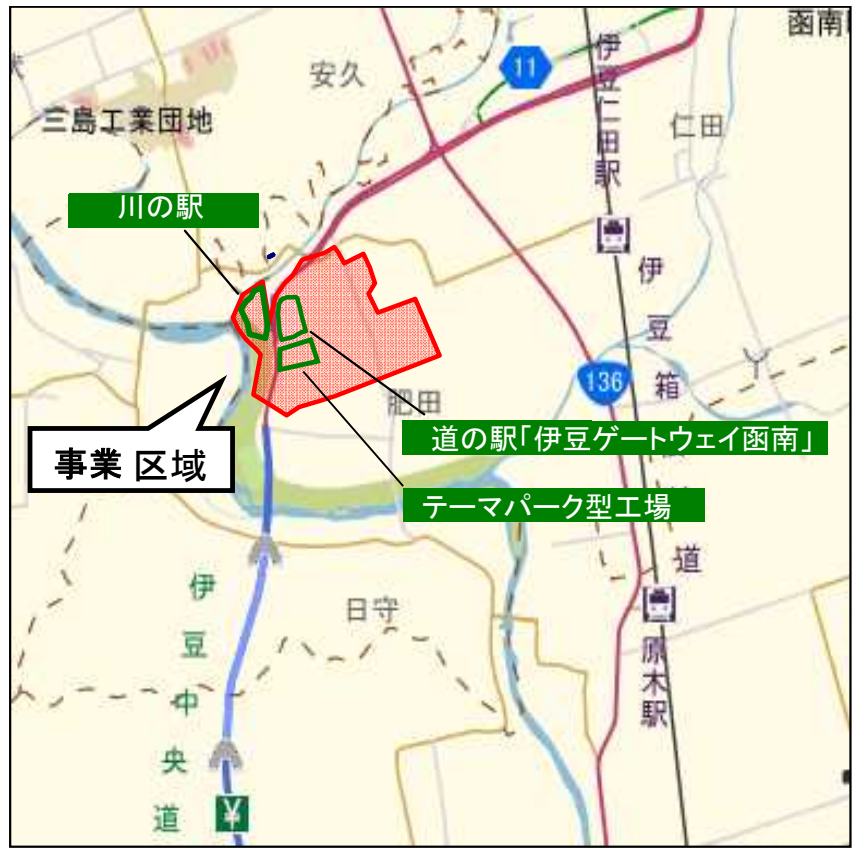 函南
安久
11
伊豆仁田駅
三島工業団地
仁田
川の駅
伊豆箱
136
肥田
道の駅「伊豆ゲートウェイ函南」
事業 区域
テーマパーク型工場
道
伊豆中央道
日守
原木駅
¥